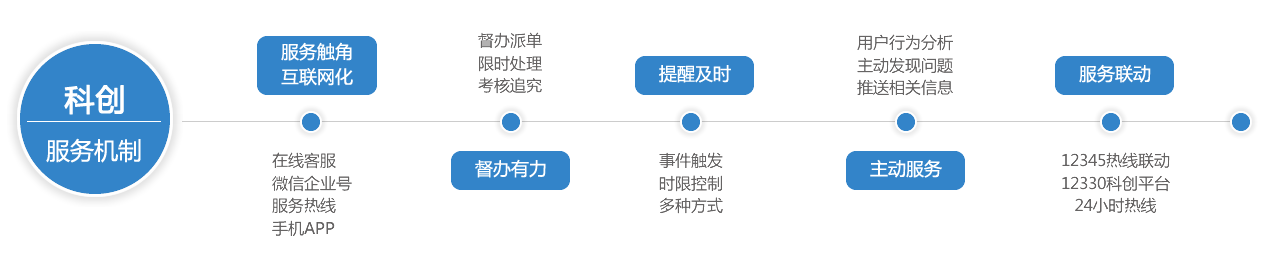 科创
服务机制
服务触角
互联网化
在线客服
微信企业号
服务热线
手机APP
督办派单
限时处理
考核追究
督办有力
提醒及时
事件触发
时限控制
多种方式
用户行为分析
主动发现问题
推送相关信息
主动服务
服务联动
12345热线联动
12330科创平台
24小时热线